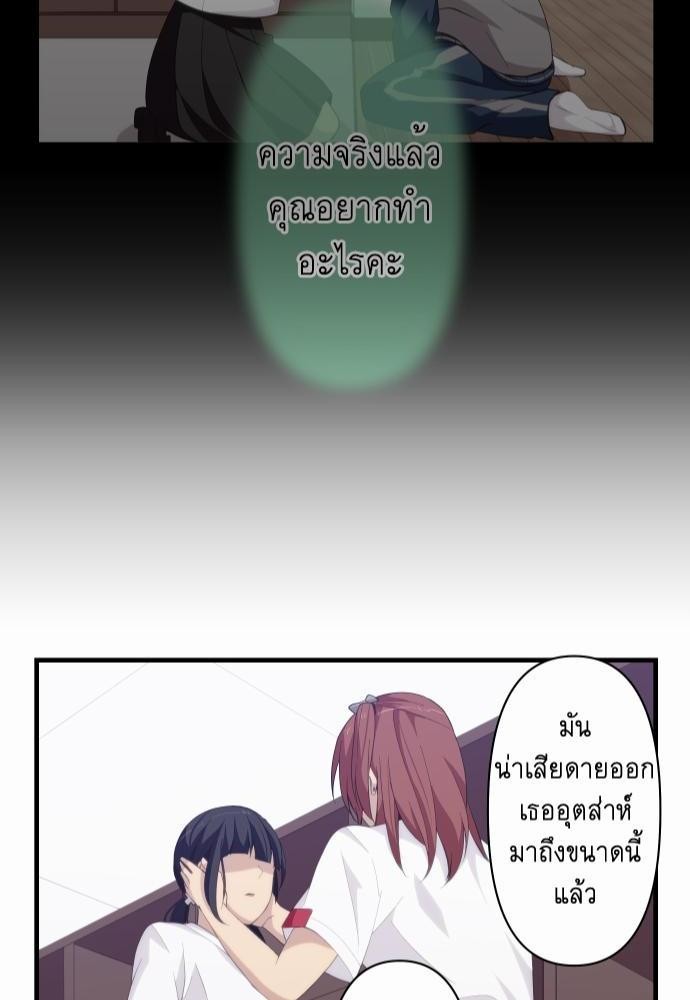 ความจริงแล้ว
คุณอยากทำ
อะไรคะ
มัน
น่าเสียดายออก
เธออุตส่าห์
มาถึงขนาดนี้
แล้ว